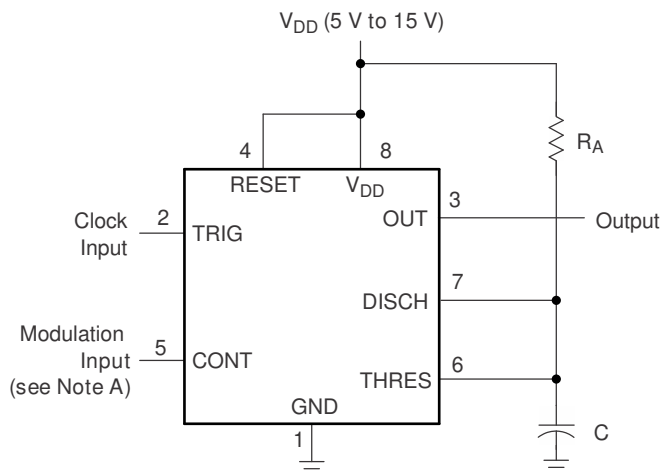 V_DD (5 V to 15 V)
4
8
R_A
RESET
V_DD
3
Clock
Input
2
TRIG
OUT
Output
7
DISCH
Modulation
Input
(see Note A)
5
CONT
6
THRES
GND
1
C